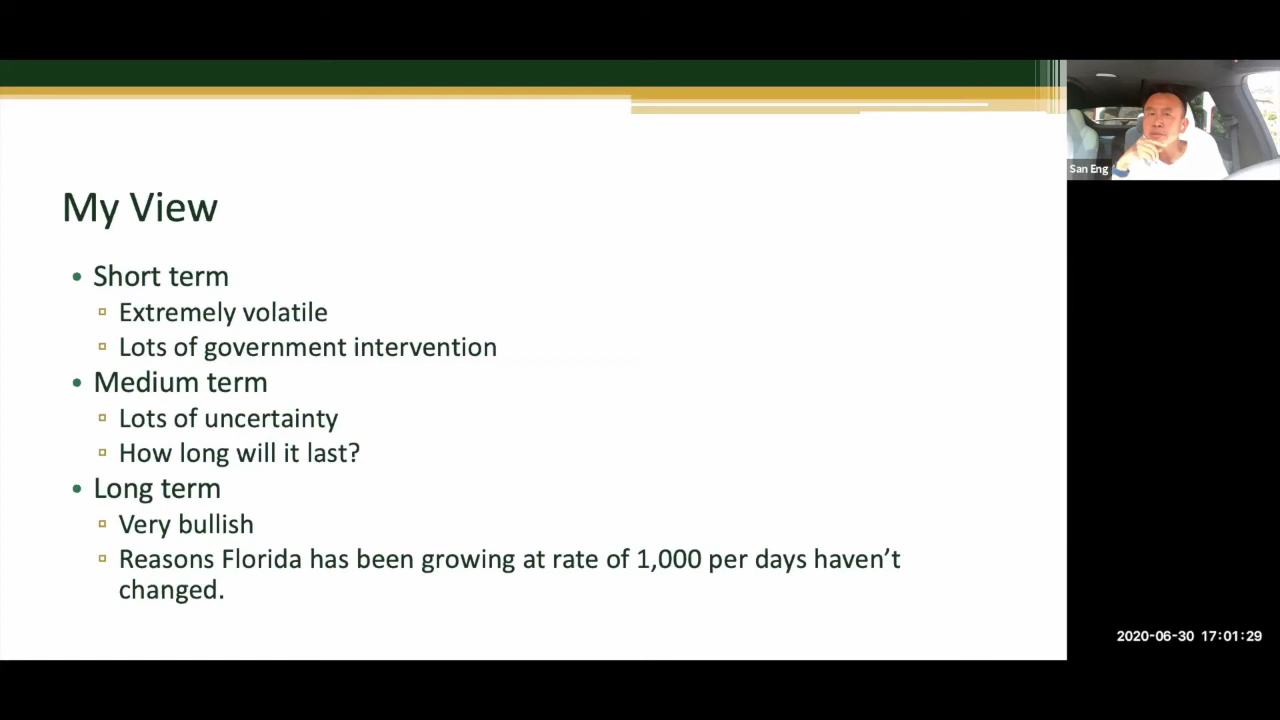 My View
• Short term
▫ Extremely volatile
▫ Lots of government intervention
• Medium term
▫ Lots of uncertainty
▫ How long will it last?
• Long term
▫ Very bullish
▫ Reasons Florida has been growing at rate of 1,000 per days haven’t
changed.
San Eng
2020-06-30 17:01:29